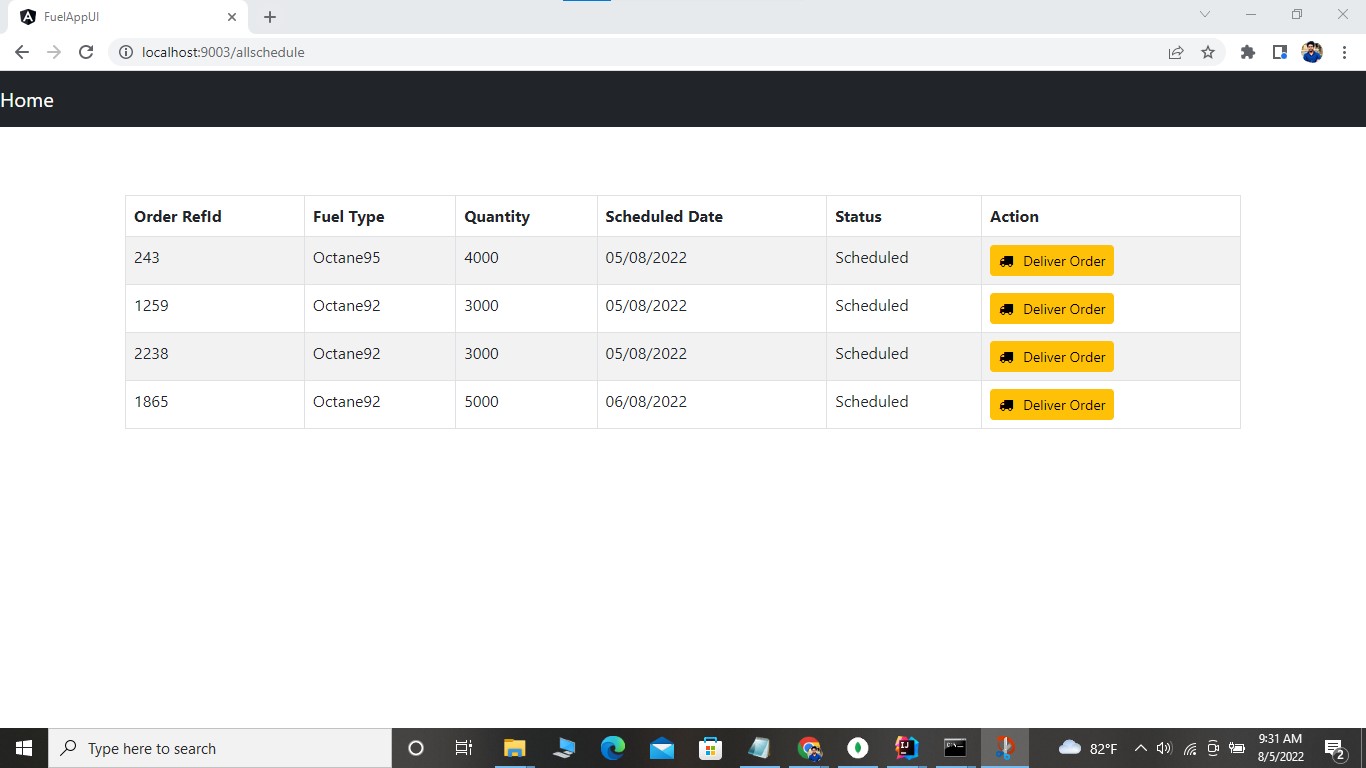 FuelAppUI
localhost:9003/allschedule
Home
Order RefId Fuel Type Quantity Scheduled Date Status Action
243 Octane95 4000 05/08/2022 Scheduled Deliver Order
1259 Octane92 3000 05/08/2022 Scheduled Deliver Order
2238 Octane92 3000 05/08/2022 Scheduled Deliver Order
1865 Octane92 5000 06/08/2022 Scheduled Deliver Order
Type here to search 82°F 9:31 AM
8/5/2022 2